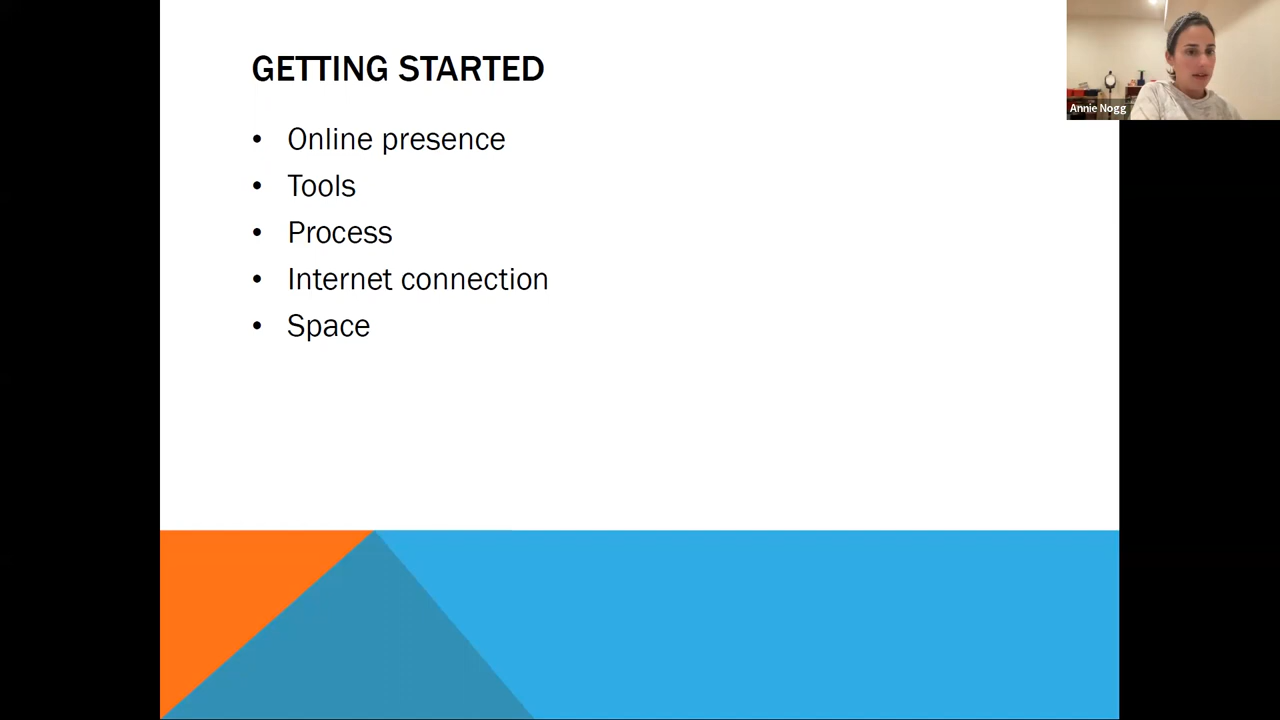 GETTING STARTED
• Online presence
• Tools
• Process
• Internet connection
• Space
Annie Nogg